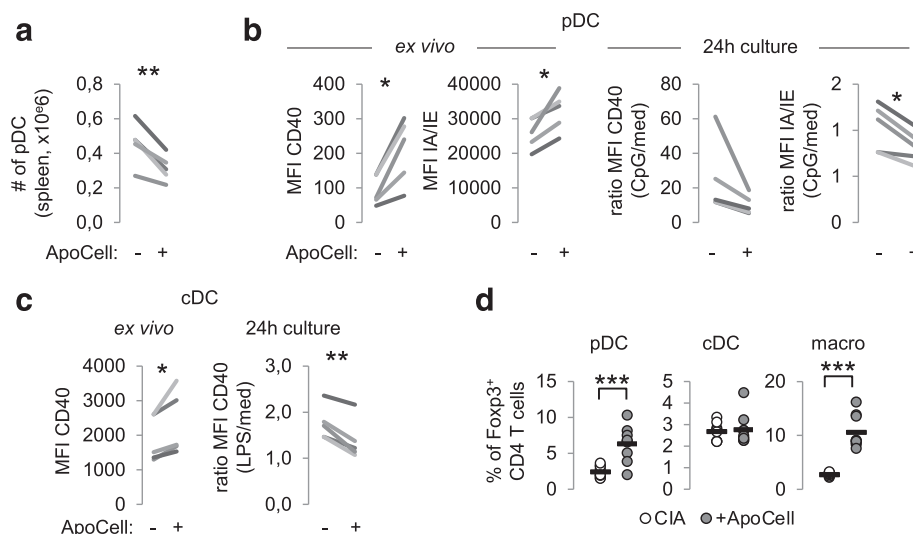 a
**
# of pDC
(spleen, x10e6)
0,8
0,6
0,4
0,2
0,0
ApoCell: - +
b
pDC
ex vivo
24h culture
*
MFI CD40
400
300
200
100
0
*
MFI IA/IE
40000
30000
20000
10000
0
ratio MFI CD40
(CpG/med)
80
60
40
20
0
*
ratio MFI IA/IE
(CpG/med)
2
1
1
0
ApoCell: - + - + - + - +
c
cDC
ex vivo
24h culture
*
MFI CD40
4000
3000
2000
1000
0
**
ratio MFI CD40
(LPS/med)
3,0
2,0
1,0
0,0
ApoCell: - + - +
d
pDC
cDC
macro
% of Foxp3+
CD4 T cells
***
15
10
5
0
5
4
3
2
1
0
***
20
10
0
CIA +ApoCell